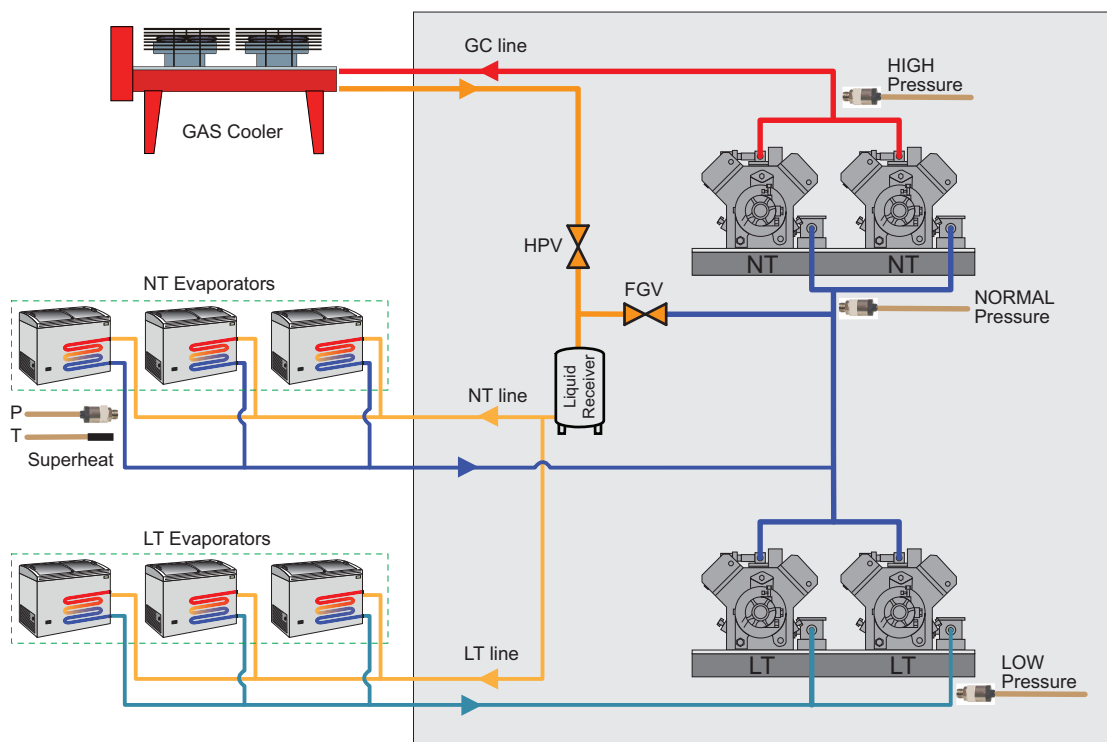 GC line
HIGH
Pressure
GAS Cooler
HPV
NT
NT
NT Evaporators
FGV
NORMAL
Pressure
Liquid
Receiver
NT line
P
T
Superheat
LT Evaporators
LT line
LT
LT
LOW
Pressure